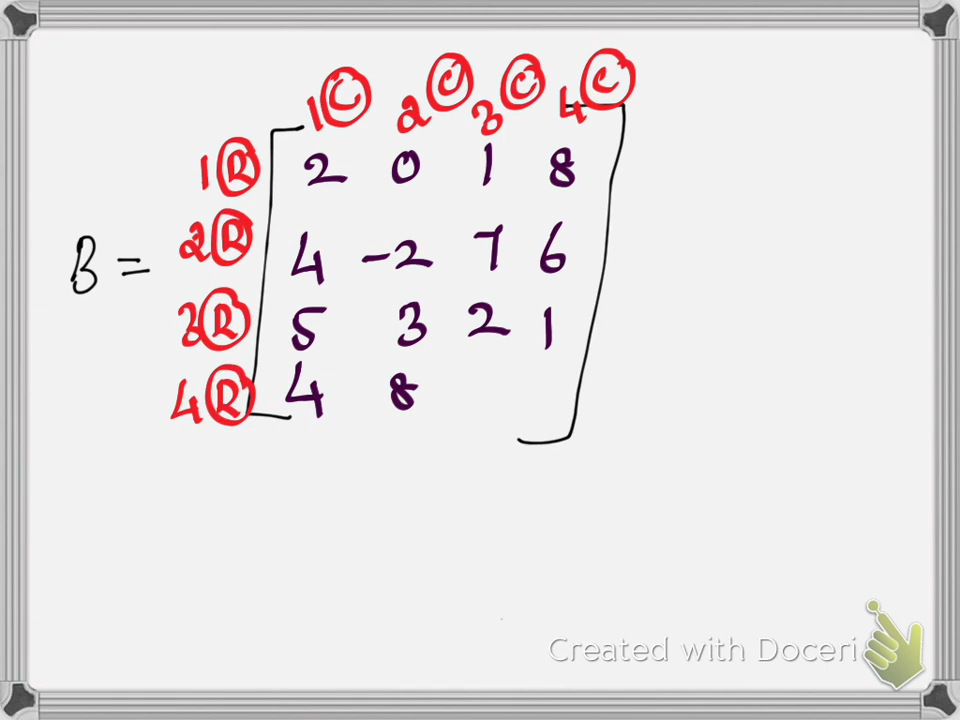 1C 2C 3C 4C
1R 2 0 1 8
B = 2R 4 -2 7 6
3R 5 3 2 1
4R 4 8
Created with Doceri